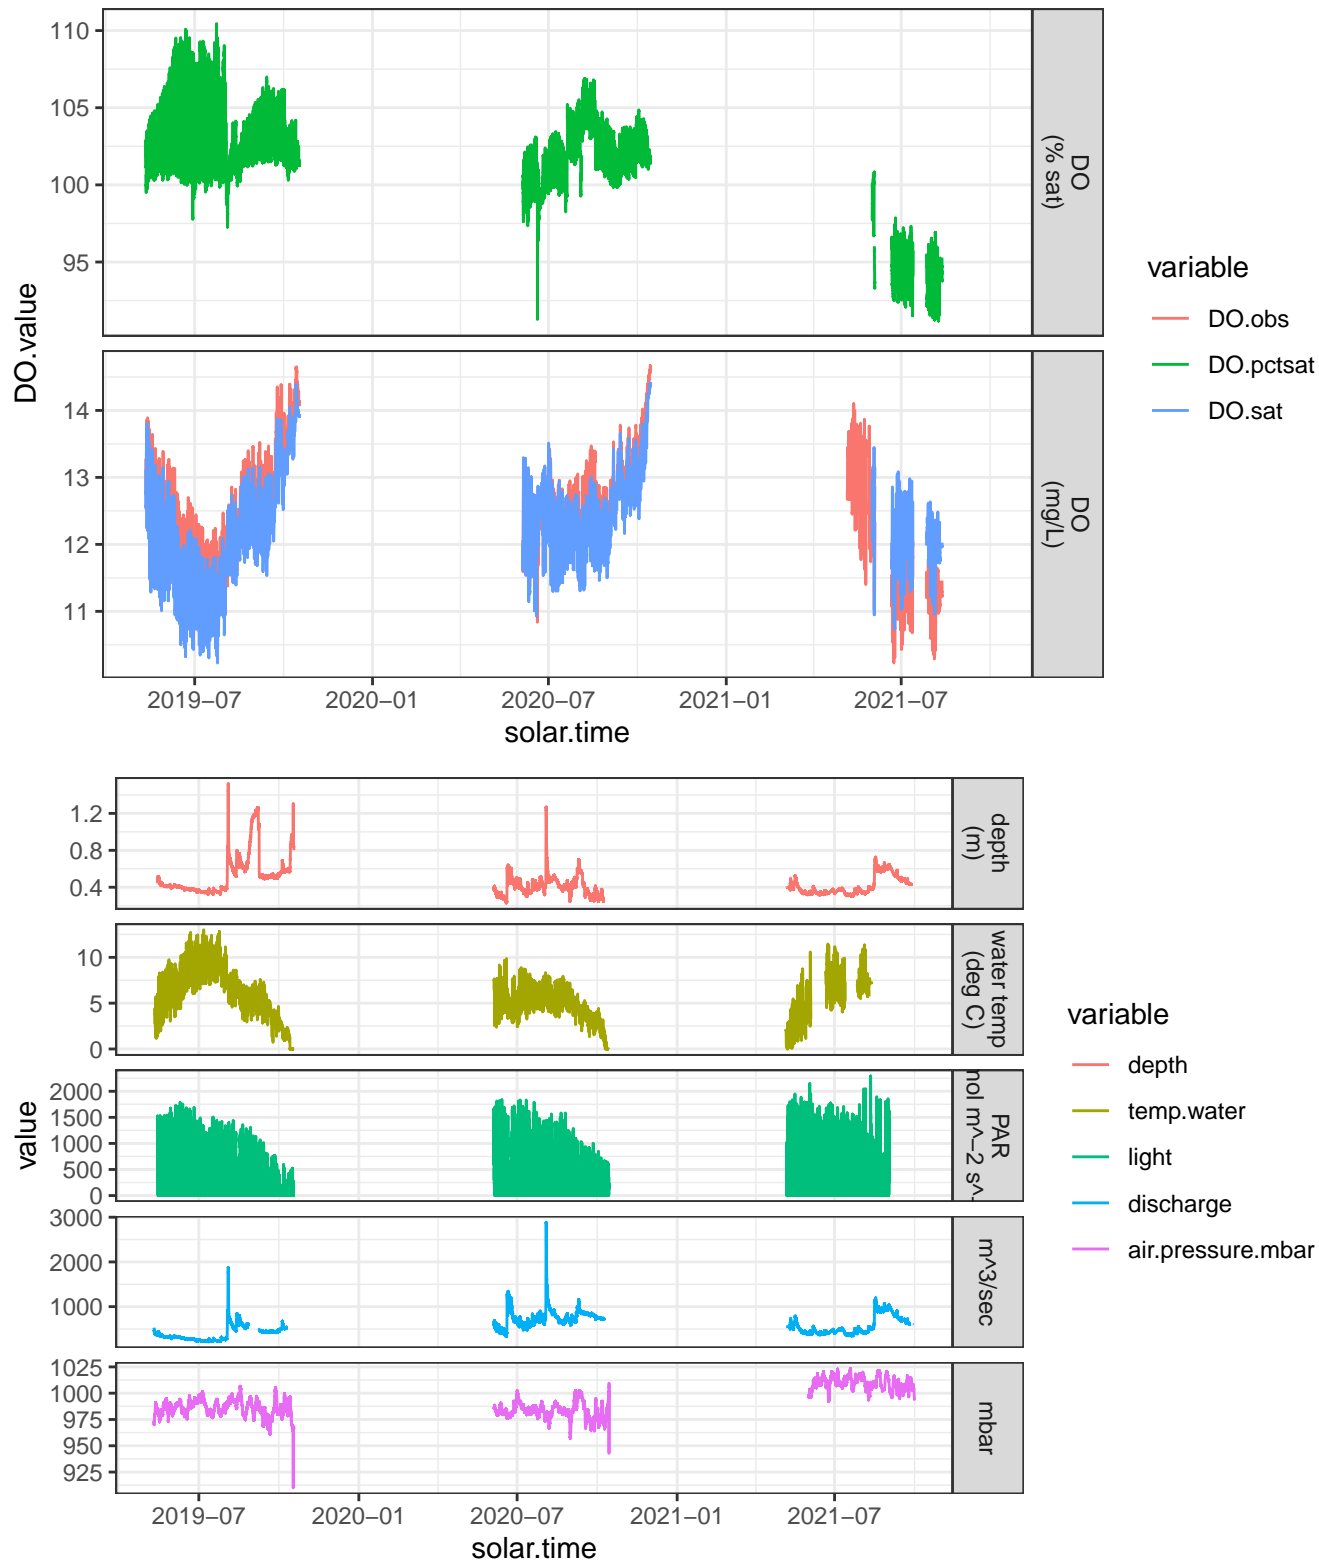 110
105
100
95
DO
(% sat)
14
13
12
11
DO
(mg/L)
DO.value
2019−07
2020−01
2020−07
2021−01
2021−07
solar.time
variable
DO.obs
DO.pctsat
DO.sat
1.2
0.8
0.4
depth
(m)
10
5
0
water temp
(deg C)
2000
1500
1000
500
0
PAR
mol m^−2 s^−
3000
2000
1000
m^3/sec
1025
1000
975
950
925
mbar
value
2019−07
2020−01
2020−07
2021−01
2021−07
solar.time
variable
depth
temp.water
light
discharge
air.pressure.mbar